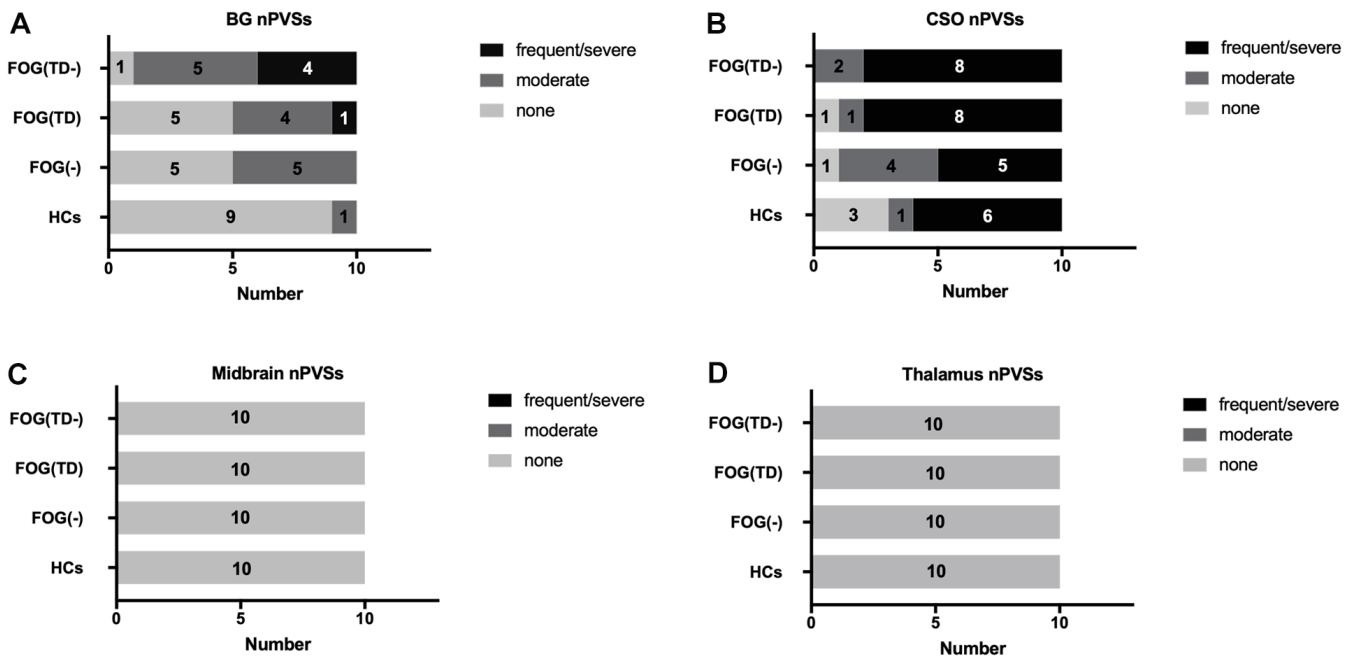 A
BG nPVSs
FOG(TD-)
1 5 4
FOG(TD)
5 4 1
FOG(-)
5 5
HCs
9 1
0 5 10
Number
frequent/severe
moderate
none
B
CSO nPVSs
FOG(TD-)
2 8
FOG(TD)
1 1 8
FOG(-)
1 4 5
HCs
3 1 6
0 5 10
Number
frequent/severe
moderate
none
C
Midbrain nPVSs
FOG(TD-)
10
FOG(TD)
10
FOG(-)
10
HCs
10
0 5 10
Number
frequent/severe
moderate
none
D
Thalamus nPVSs
FOG(TD-)
10
FOG(TD)
10
FOG(-)
10
HCs
10
0 5 10
Number
frequent/severe
moderate
none